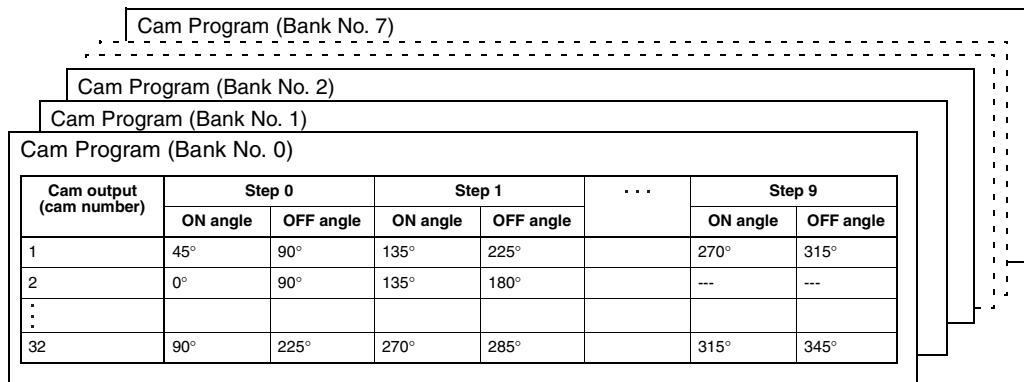 Cam Program (Bank No. 7)
Cam Program (Bank No. 2)
Cam Program (Bank No. 1)
Cam Program (Bank No. 0)
Cam output (cam number) Step 0 Step 1 · · · Step 9
ON angle OFF angle ON angle OFF angle ON angle OFF angle
1 45° 90° 135° 225° 270° 315°
2 0° 90° 135° 180° --- ---
32 90° 225° 270° 285° 315° 345°